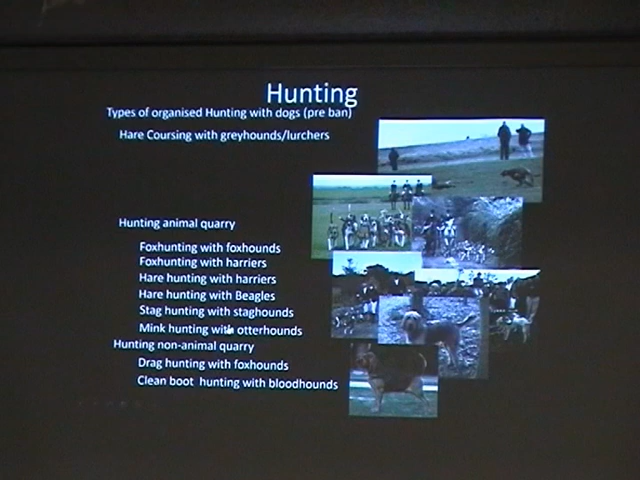 Hunting
Types of organised Hunting with dogs (pre ban)
Hare Coursing with greyhounds/lurchers
Hunting animal quarry
Foxhunting with foxhounds
Foxhunting with harriers
Hare hunting with harriers
Hare hunting with Beagles
Stag hunting with staghounds
Mink hunting with otterhounds
Hunting non-animal quarry
Drag hunting with foxhounds
Clean boot hunting with bloodhounds